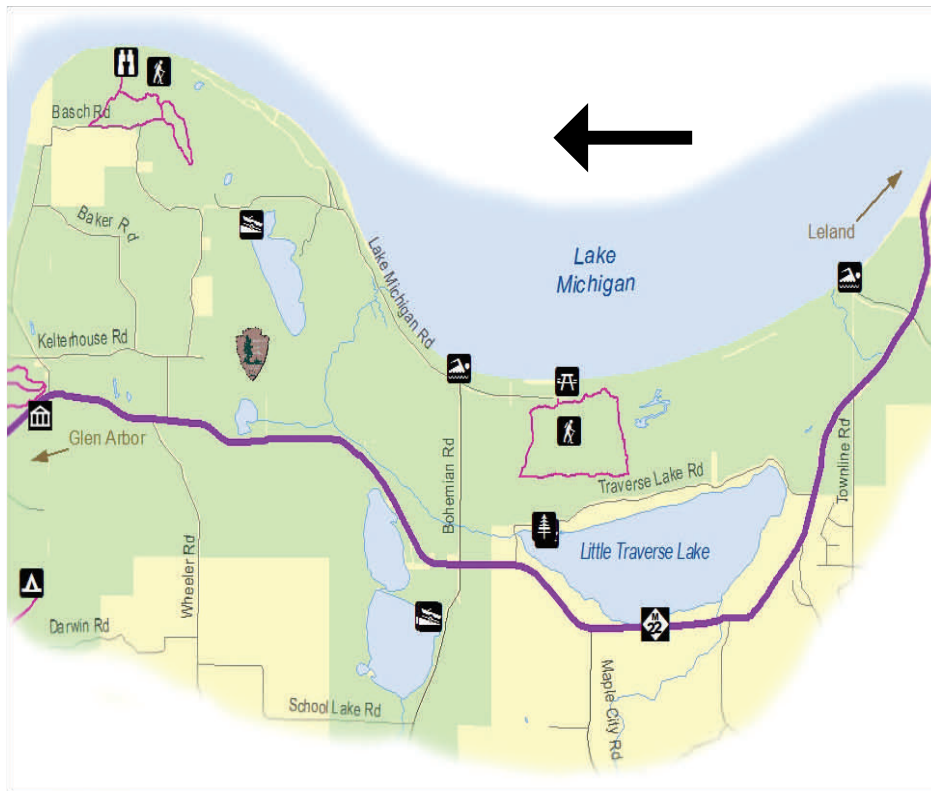 Basch Rd
Baker Rd
Lake Michigan Rd
Lake
Michigan
Leland
Kelterhouse Rd
Glen Arbor
Bohemian Rd
Traverse Lake Rd
Townline Rd
Little Traverse Lake
Wheeler Rd
M
22
Darwin Rd
School Lake Rd
Maple City Rd